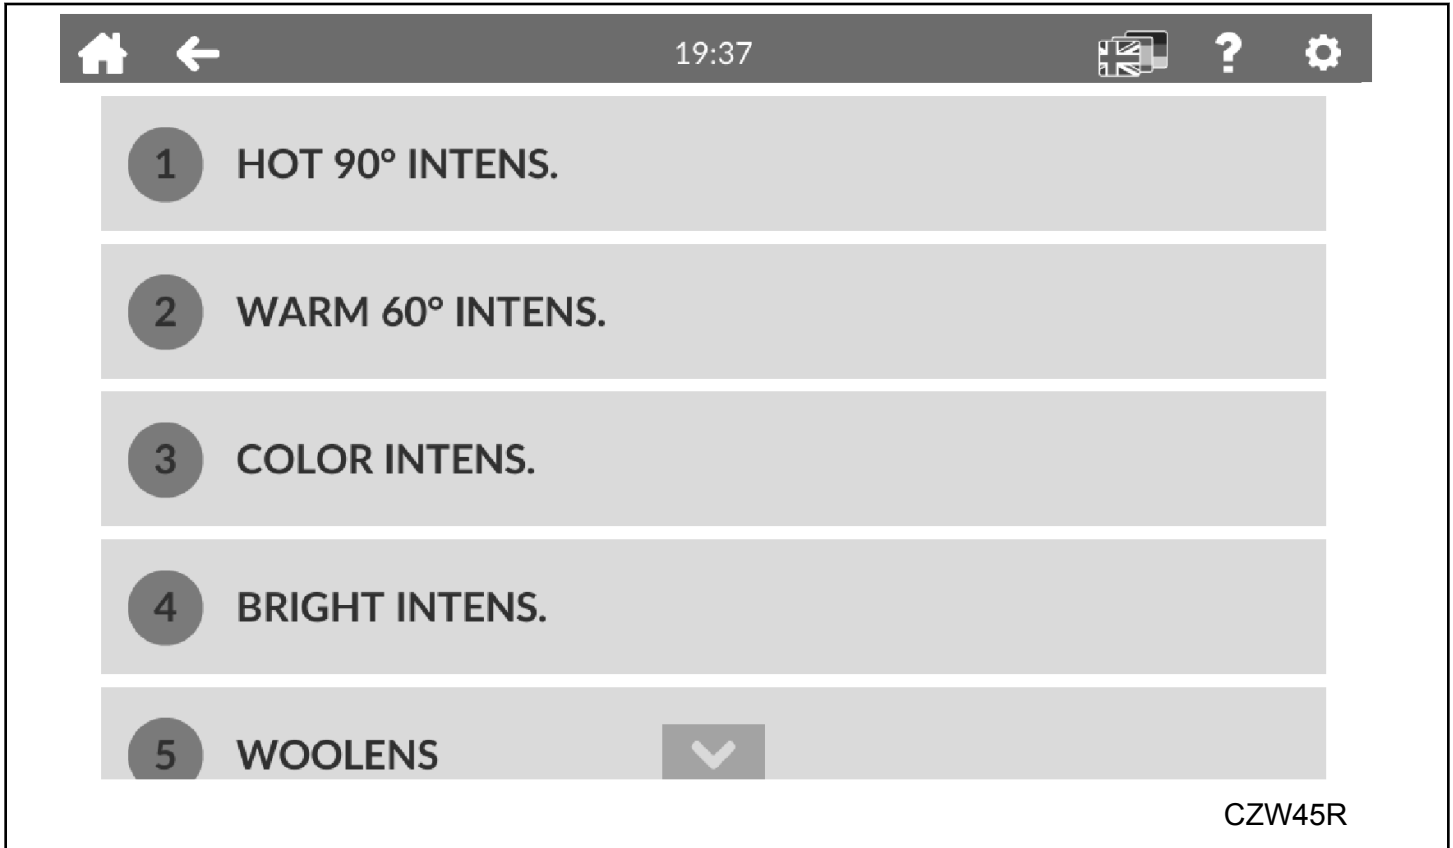 19:37
?
1 HOT 90° INTENS.
2 WARM 60° INTENS.
3 COLOR INTENS.
4 BRIGHT INTENS.
5 WOOLENS
CZW45R